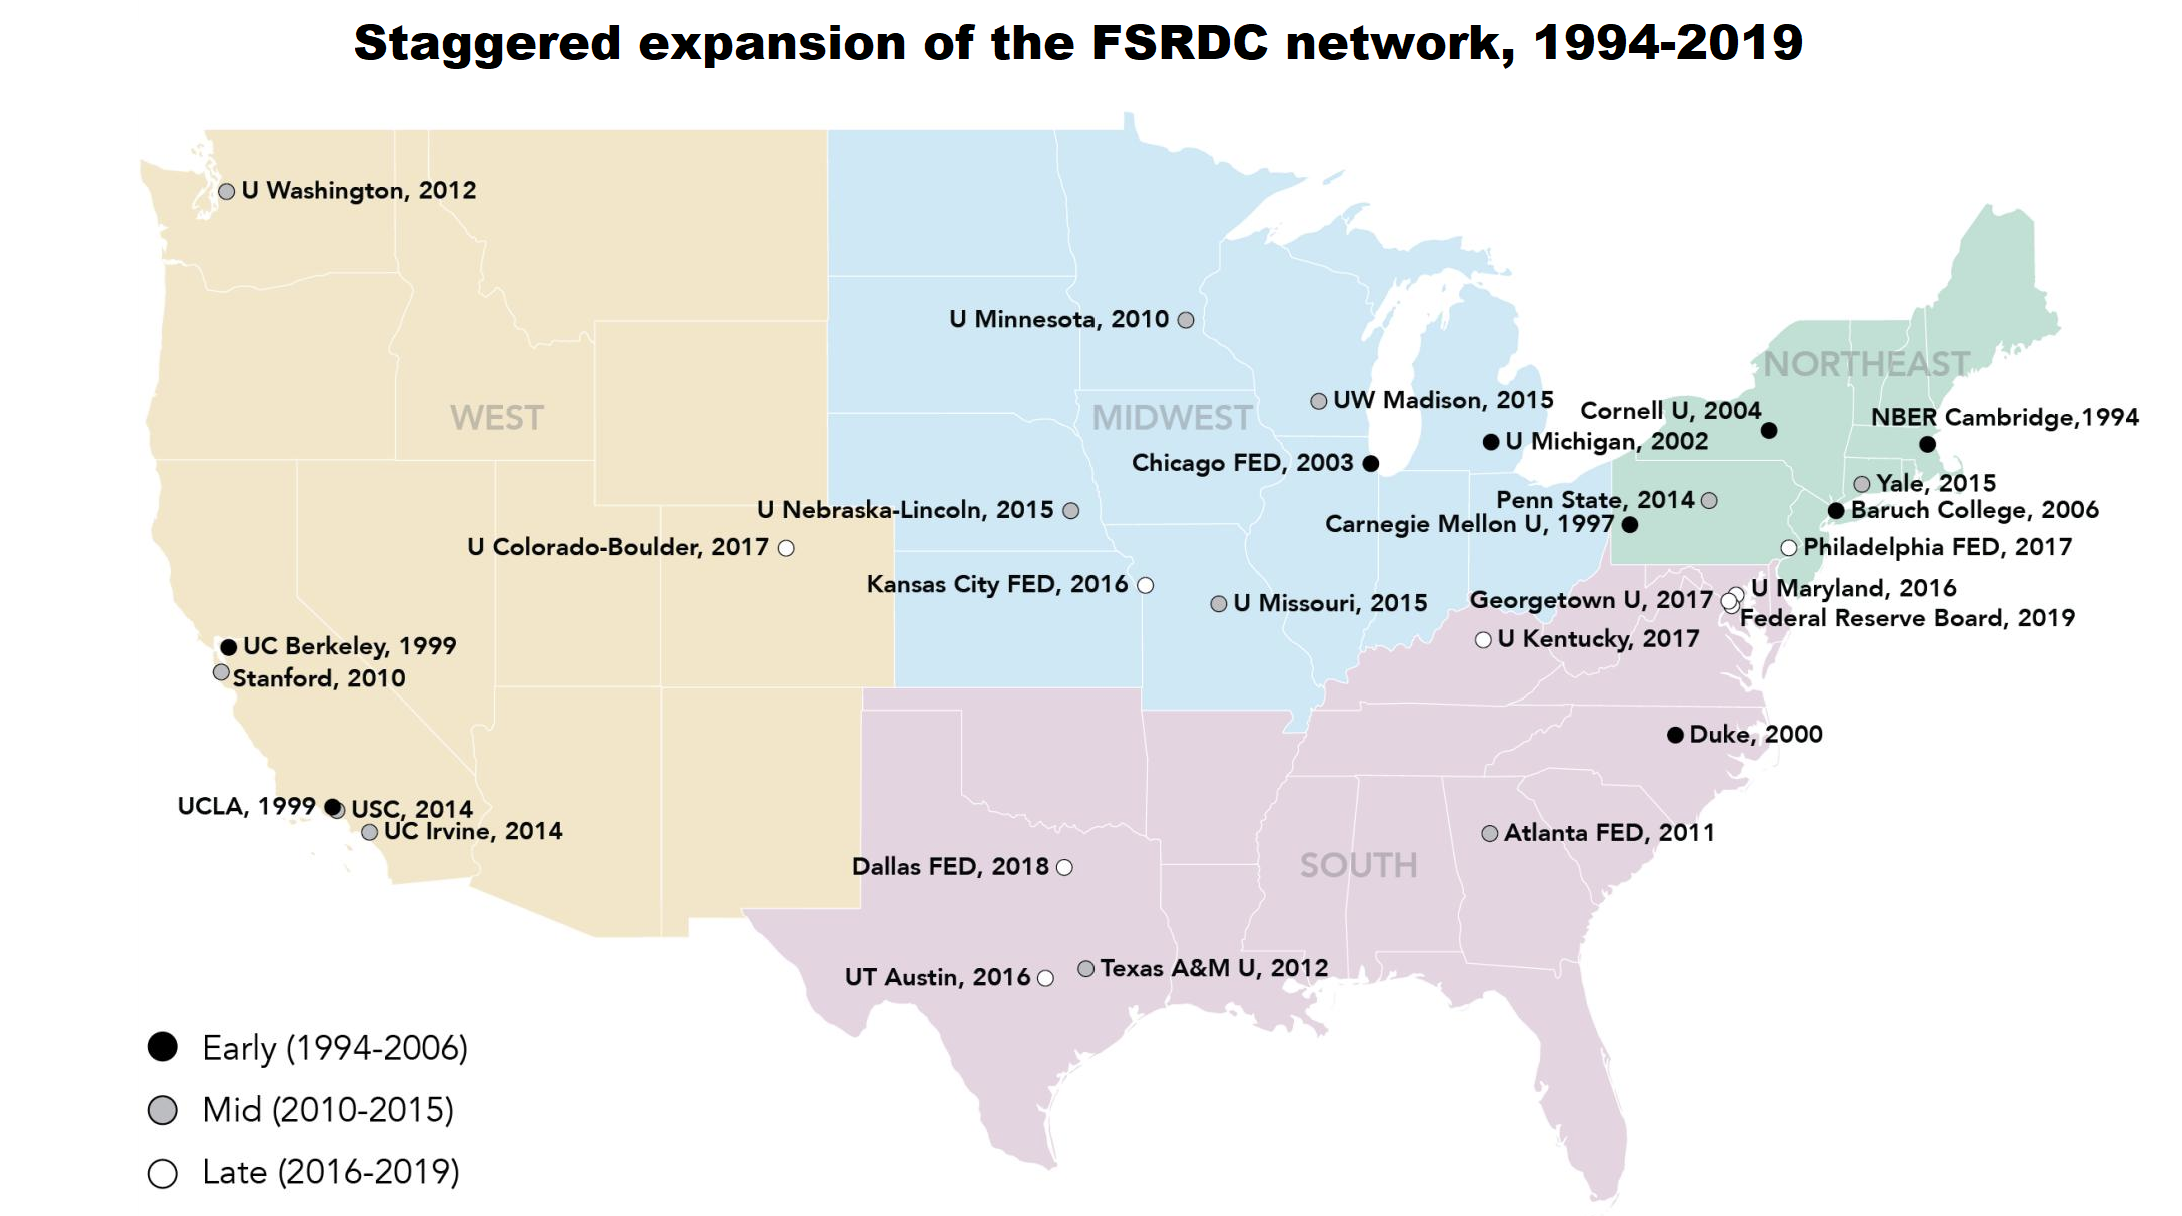 Staggered expansion of the FSRDC network, 1994-2019
U Washington, 2012
U Minnesota, 2010
NORTHEAST
WEST
MIDWEST
UW Madison, 2015
Cornell U, 2004
NBER Cambridge,1994
U Michigan, 2002
Chicago FED, 2003
Yale, 2015
Penn State, 2014
U Nebraska-Lincoln, 2015
Baruch College, 2006
Carnegie Mellon U, 1997
U Colorado-Boulder, 2017
Philadelphia FED, 2017
Kansas City FED, 2016
U Maryland, 2016
U Missouri, 2015
Georgetown U, 2017
Federal Reserve Board, 2019
U Kentucky, 2017
UC Berkeley, 1999
Stanford, 2010
Duke, 2000
UCLA, 1999
USC, 2014
UC Irvine, 2014
Atlanta FED, 2011
SOUTH
Dallas FED, 2018
Texas A&M U, 2012
UT Austin, 2016
Early (1994-2006)
Mid (2010-2015)
Late (2016-2019)